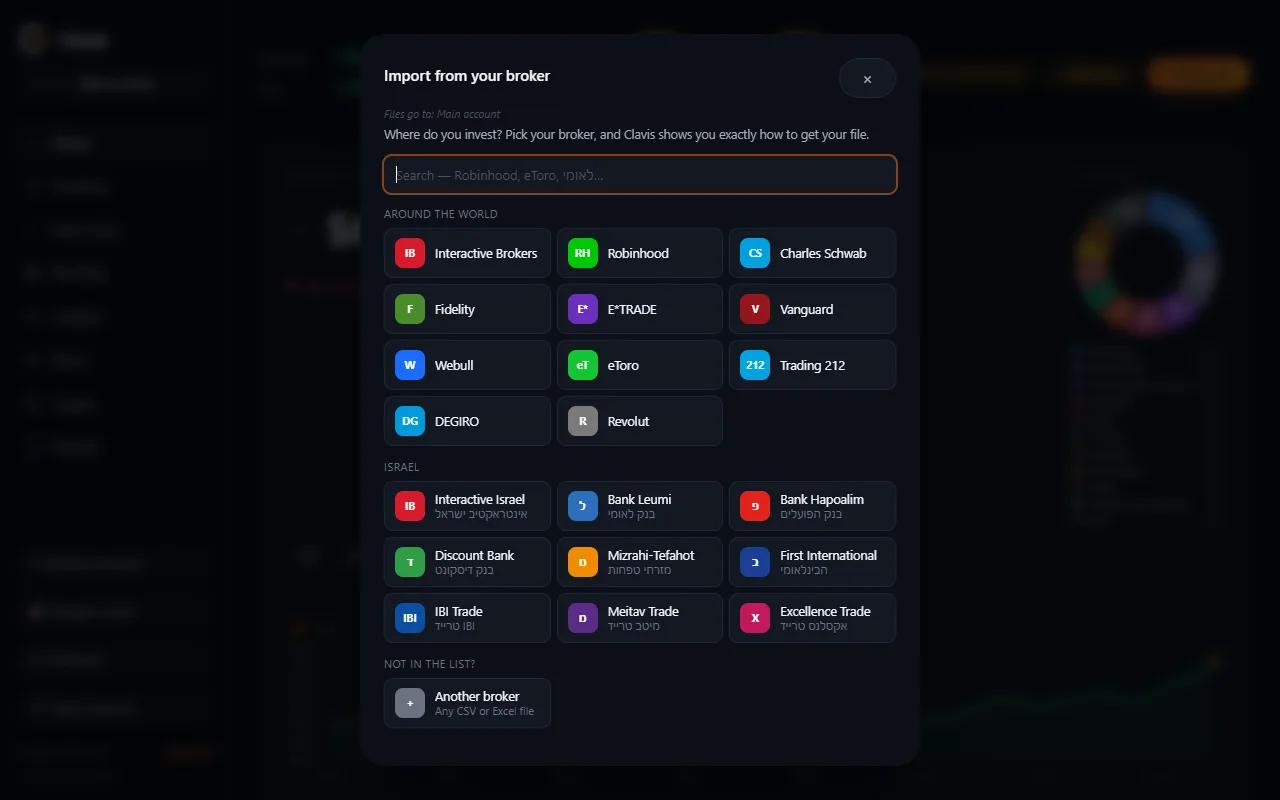 Import from your broker
×
Files go to: Main account
Where do you invest? Pick your broker, and Clavis shows you exactly how to get your file.
Search — Robinhood, eToro, לאומי...
AROUND THE WORLD
IB Interactive Brokers
RH Robinhood
CS Charles Schwab
F Fidelity
E* E*TRADE
V Vanguard
W Webull
eT eToro
212 Trading 212
DG DEGIRO
R Revolut
ISRAEL
IB Interactive Israel
אינטראקטיב ישראל
ל Bank Leumi
בנק לאומי
פ Bank Hapoalim
בנק הפועלים
ד Discount Bank
בנק דיסקונט
מ Mizrahi-Tefahot
מזרחי טפחות
ב First International
הבינלאומי
IBI IBI Trade
IBI טרייד
מ Meitav Trade
מיטב טרייד
X Excellence Trade
אקסלנס טרייד
NOT IN THE LIST?
+ Another broker
Any CSV or Excel file